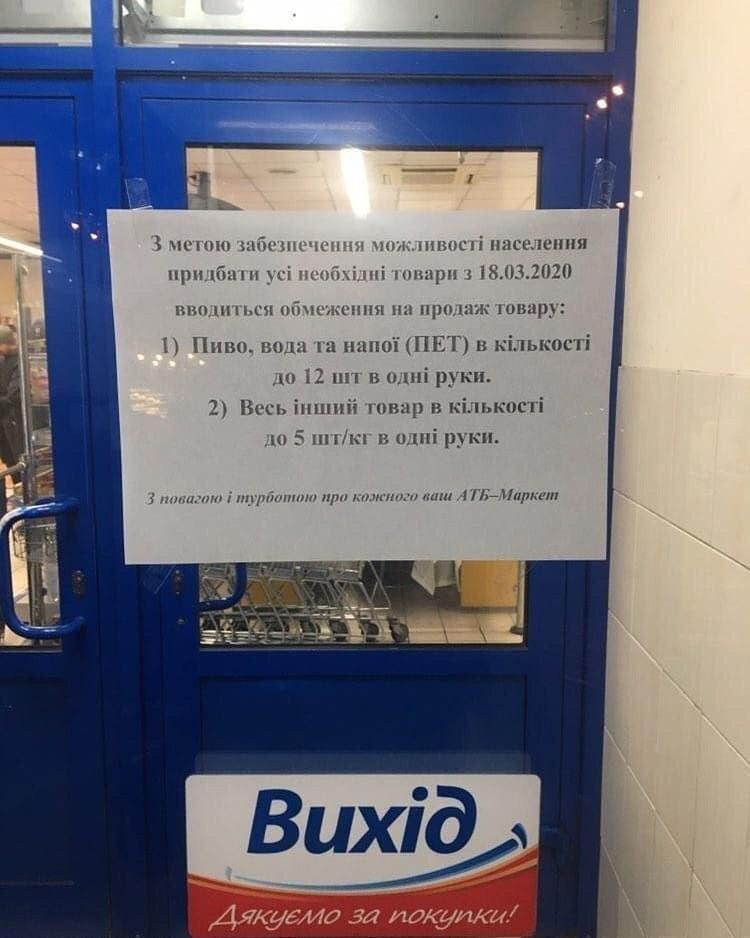 З метою забезпечення можливості населення
придбати усі необхідні товари з 18.03.2020
вводиться обмеження на продаж товару:
1) Пиво, вода та напої (ПЕТ) в кількості
до 12 шт в одні руки.
2) Весь інший товар в кількості
до 5 шт/кг в одні руки.
З повагою і турботою про кожного ваш АТБ–Маркет
Вихід
Дякуємо за покупки!